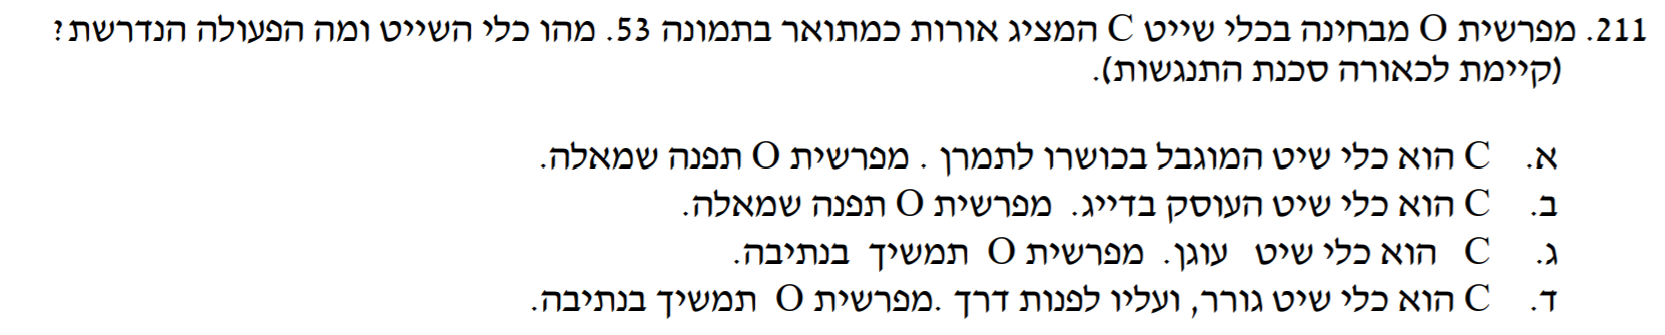 211. מפרשית O מבחינה בכלי שייט C המציג אורות כמתואר בתמונה 53. מהו כלי השייט ומה הפעולה הנדרשת?
(קיימת לכאורה סכנת התנגשות).
א. C הוא כלי שיט המוגבל בכושרו לתמרן . מפרשית O תפנה שמאלה.
ב. C הוא כלי שיט העוסק בדייג. מפרשית O תפנה שמאלה.
ג. C הוא כלי שיט עוגן. מפרשית O תמשיך בנתיבה.
ד. C הוא כלי שיט גורר, ועליו לפנות דרך .מפרשית O תמשיך בנתיבה.